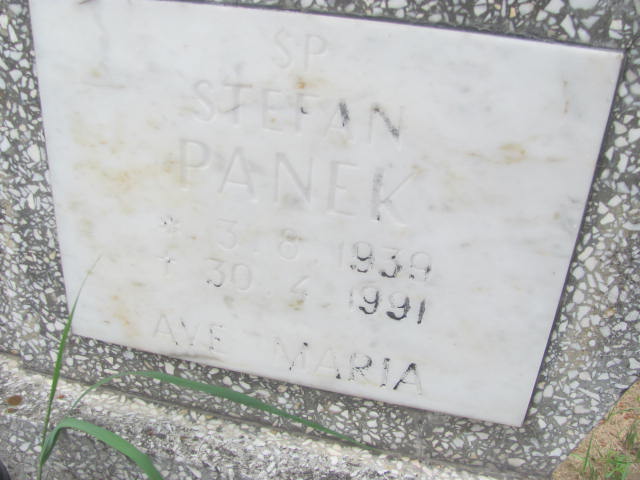 SP
STEFAN
PANEK
* 3.8.1939
† 30.4.1991
AVE MARIA